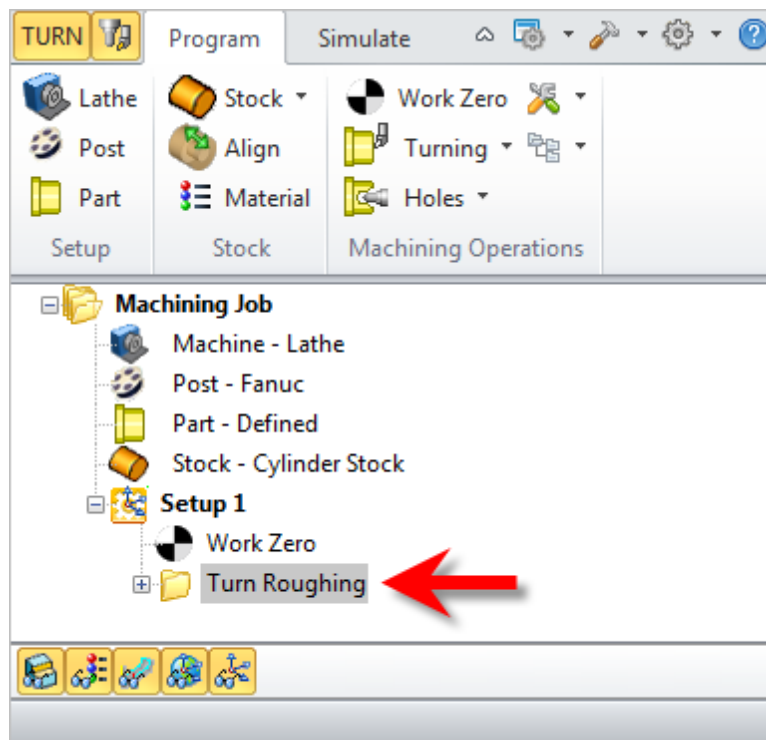 TURN Program Simulate
Lathe Stock Work Zero
Post Align Turning
Part Material Holes
Setup Stock Machining Operations
Machining Job
Machine - Lathe
Post - Fanuc
Part - Defined
Stock - Cylinder Stock
Setup 1
Work Zero
Turn Roughing